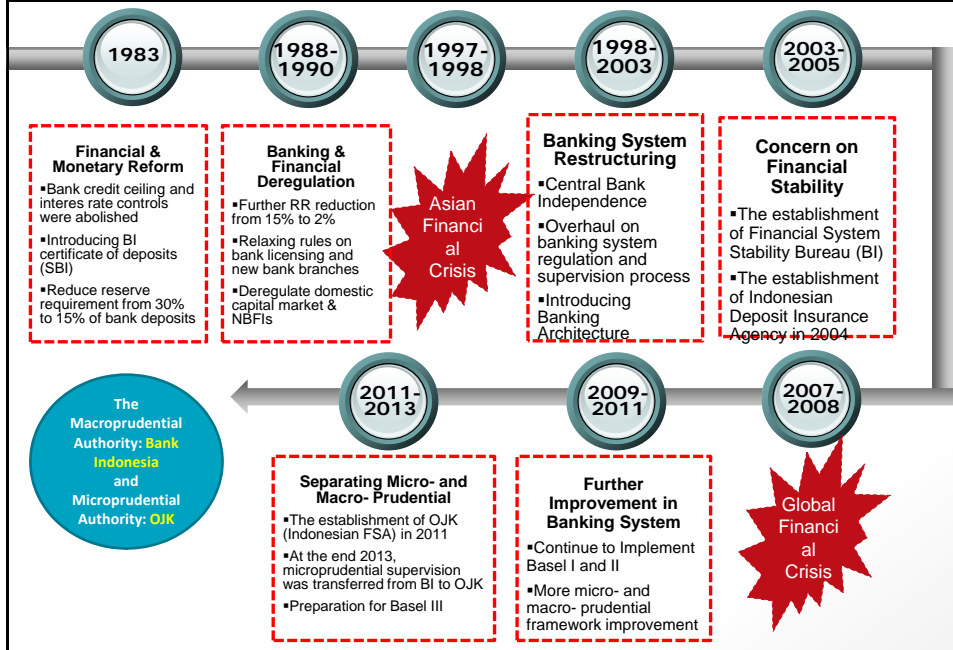 1983
1988-
1990
1997-
1998
1998-
2003
2003-
2005
Financial &
Monetary Reform
▪Bank credit ceiling and
interes rate controls
were abolished
▪Introducing BI
certificate of deposits
(SBI)
▪Reduce reserve
requirement from 30%
to 15% of bank deposits
Banking &
Financial
Deregulation
▪Further RR reduction
from 15% to 2%
▪Relaxing rules on
bank licensing and
new bank branches
▪Deregulate domestic
capital market &
NBFIs
Asian
Financi
al
Crisis
Banking System
Restructuring
▪Central Bank
Independence
▪Overhaul on
banking system
regulation and
supervision process
▪Introducing
Banking
Architecture
Concern on
Financial
Stability
▪The establishment
of Financial System
Stability Bureau (BI)
▪The establishment
of Indonesian
Deposit Insurance
Agency in 2004
2007-
2008
Global
Financi
al
Crisis
2009-
2011
Further
Improvement in
Banking System
▪Continue to Implement
Basel I and II
▪More micro- and
macro- prudential
framework improvement
2011-
2013
Separating Micro- and
Macro- Prudential
▪The establishment of OJK
(Indonesian FSA) in 2011
▪At the end 2013,
microprudential supervision
was transferred from BI to OJK
▪Preparation for Basel III
The
Macroprudential
Authority: Bank
Indonesia
and
Microprudential
Authority: OJK